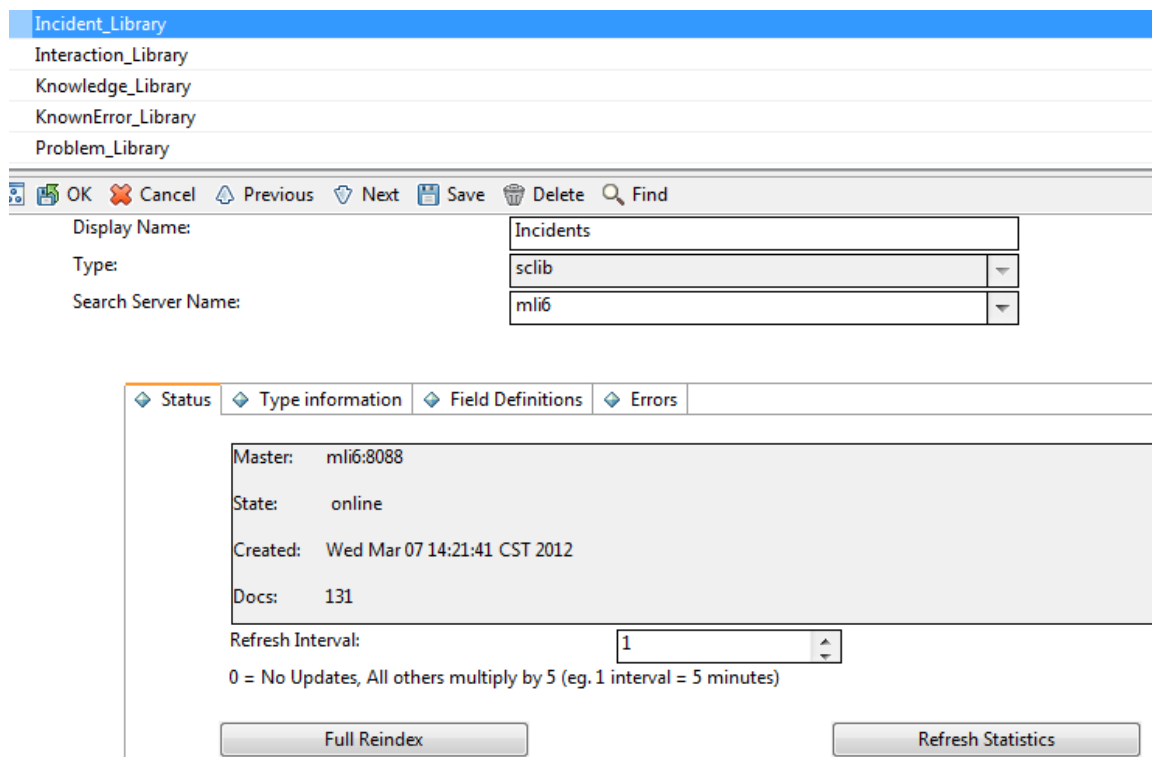 Incident_Library
Interaction_Library
Knowledge_Library
KnownError_Library
Problem_Library
OK Cancel Previous Next Save Delete Find
Display Name: Incidents
Type: sclib
Search Server Name: mli6
Status Type information Field Definitions Errors
Master: mli6:8088
State: online
Created: Wed Mar 07 14:21:41 CST 2012
Docs: 131
Refresh Interval: 1
0 = No Updates, All others multiply by 5 (eg. 1 interval = 5 minutes)
Full Reindex Refresh Statistics